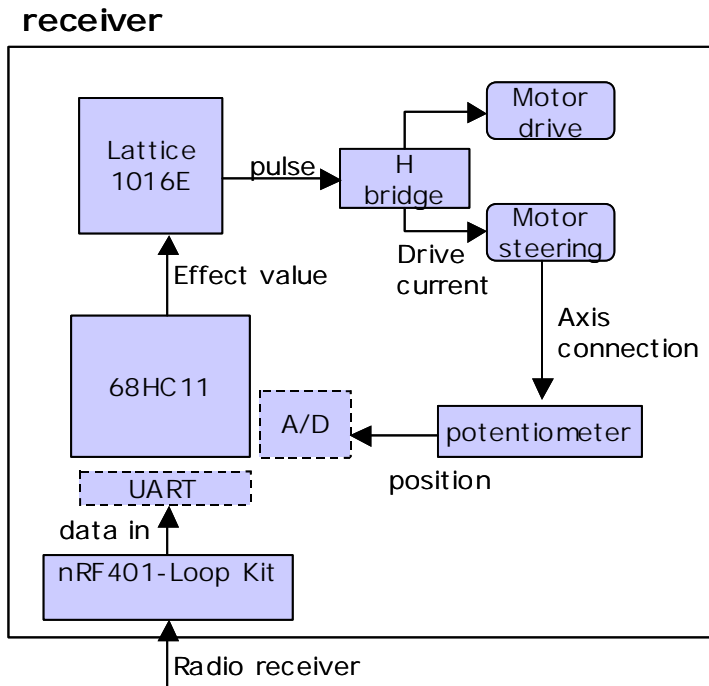 receiver
Lattice
1016E
pulse
H
bridge
Motor
drive
Motor
steering
Drive
current
Effect value
Axis
connection
68HC11
A/D
potentiometer
position
UART
data in
nRF401-Loop Kit
Radio receiver